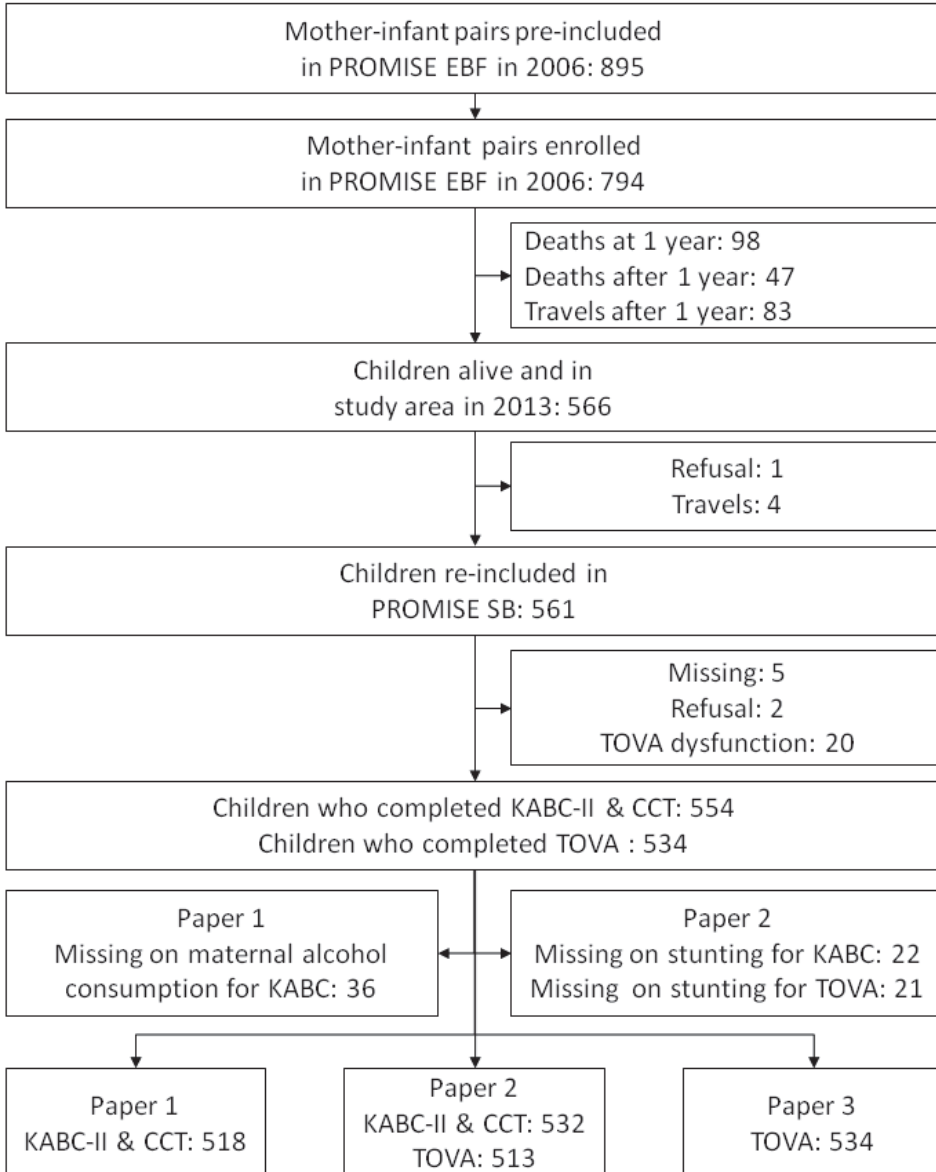 Mother-infant pairs pre-included
in PROMISE EBF in 2006: 895
Mother-infant pairs enrolled
in PROMISE EBF in 2006: 794
Deaths at 1 year: 98
Deaths after 1 year: 47
Travels after 1 year: 83
Children alive and in
study area in 2013: 566
Refusal: 1
Travels: 4
Children re-included in
PROMISE SB: 561
Missing: 5
Refusal: 2
TOVA dysfunction: 20
Children who completed KABC-II & CCT: 554
Children who completed TOVA : 534
Paper 1
Missing on maternal alcohol
consumption for KABC: 36
Paper 2
Missing on stunting for KABC: 22
Missing on stunting for TOVA: 21
Paper 1
KABC-II & CCT: 518
Paper 2
KABC-II & CCT: 532
TOVA: 513
Paper 3
TOVA: 534